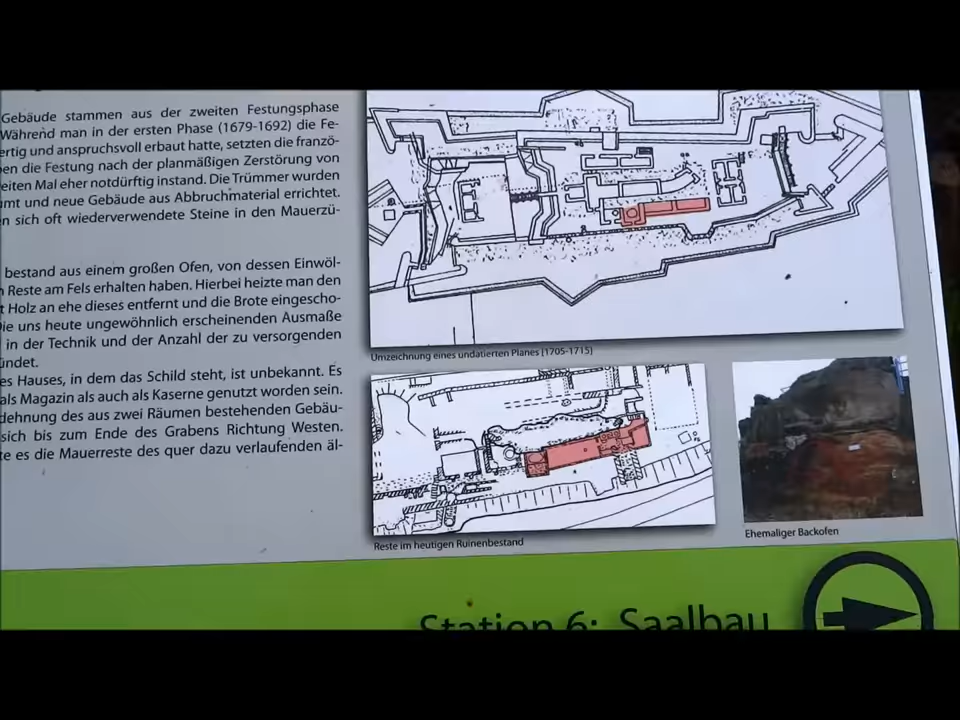 Gebäude stammen aus der zweiten Festungsphase
Während man in der ersten Phase (1679-1692) die Fe-
ertig und anspruchsvoll erbaut hatte, setzten die franzö-
en die Festung nach der planmäßigen Zerstörung von
eiten Mal eher notdürftig instand. Die Trümmer wurden
mt und neue Gebäude aus Abbruchmaterial errichtet.
n sich oft wiederverwendete Steine in den Mauerzü-
bestand aus einem großen Ofen, von dessen Einwöl-
n Reste am Fels erhalten haben. Hierbei heizte man den
t Holz an ehe dieses entfernt und die Brote eingescho-
ie uns heute ungewöhnlich erscheinenden Ausmaße
in der Technik und der Anzahl der zu versorgenden
ündet.
es Hauses, in dem das Schild steht, ist unbekannt. Es
als Magazin als auch als Kaserne genutzt worden sein.
dehnung des aus zwei Räumen bestehenden Gebäu-
sich bis zum Ende des Grabens Richtung Westen.
te es die Mauerreste des quer dazu verlaufenden äl-
Umzeichnung eines undatierten Planes (1705-1715)
Reste im heutigen Ruinenbestand
Ehemaliger Backofen
Station 6: Saalbau